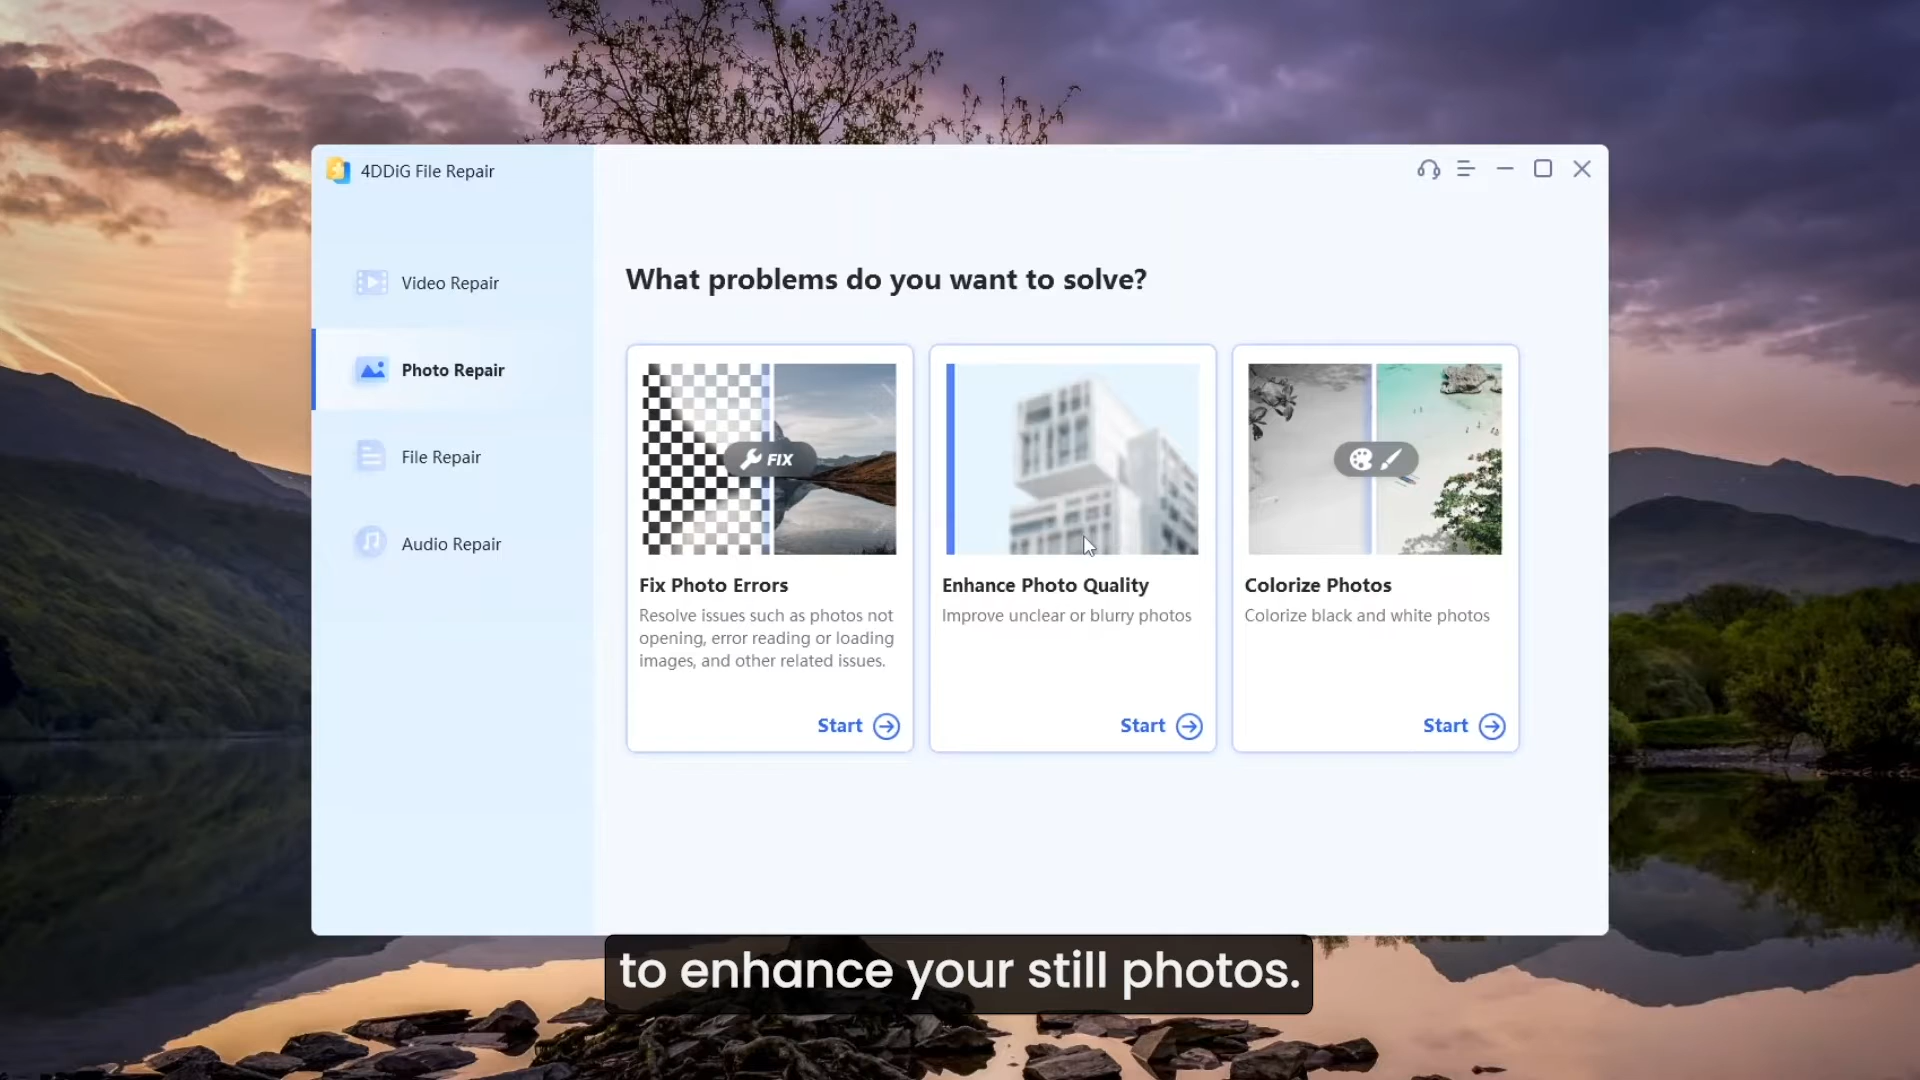 4DDiG File Repair
Video Repair
Photo Repair
File Repair
Audio Repair
What problems do you want to solve?
FIX
Fix Photo Errors
Resolve issues such as photos not
opening, error reading or loading
images, and other related issues.
Start
Enhance Photo Quality
Improve unclear or blurry photos
Start
Colorize Photos
Colorize black and white photos
Start
to enhance your still photos.